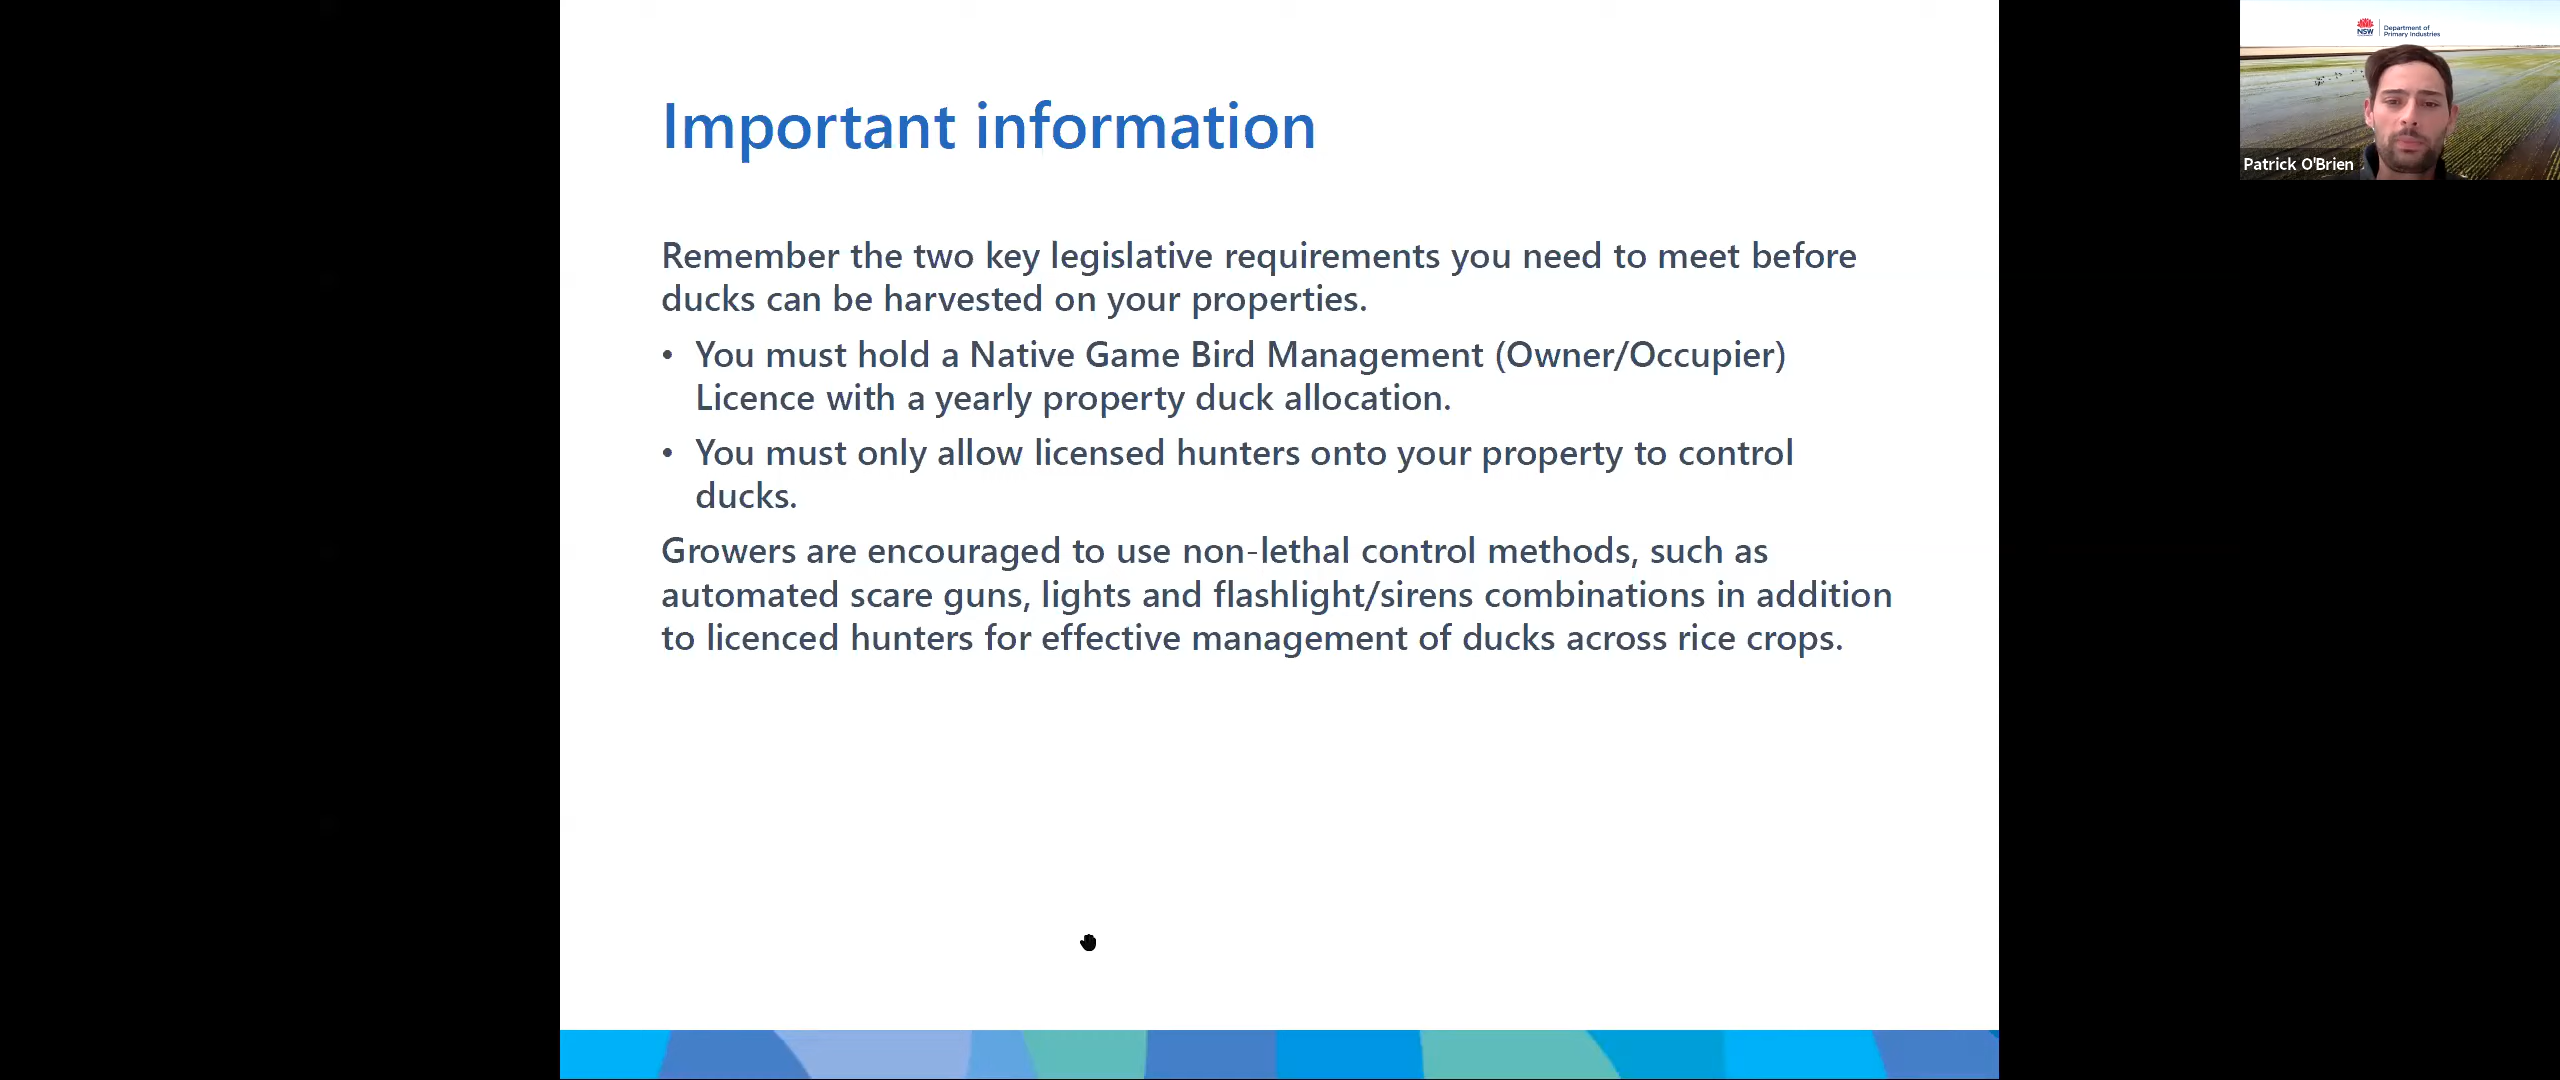 Important information
Remember the two key legislative requirements you need to meet before
ducks can be harvested on your properties.
• You must hold a Native Game Bird Management (Owner/Occupier)
Licence with a yearly property duck allocation.
• You must only allow licensed hunters onto your property to control
ducks.
Growers are encouraged to use non-lethal control methods, such as
automated scare guns, lights and flashlight/sirens combinations in addition
to licenced hunters for effective management of ducks across rice crops.
NSW
Department of
Primary Industries
Patrick O'Brien